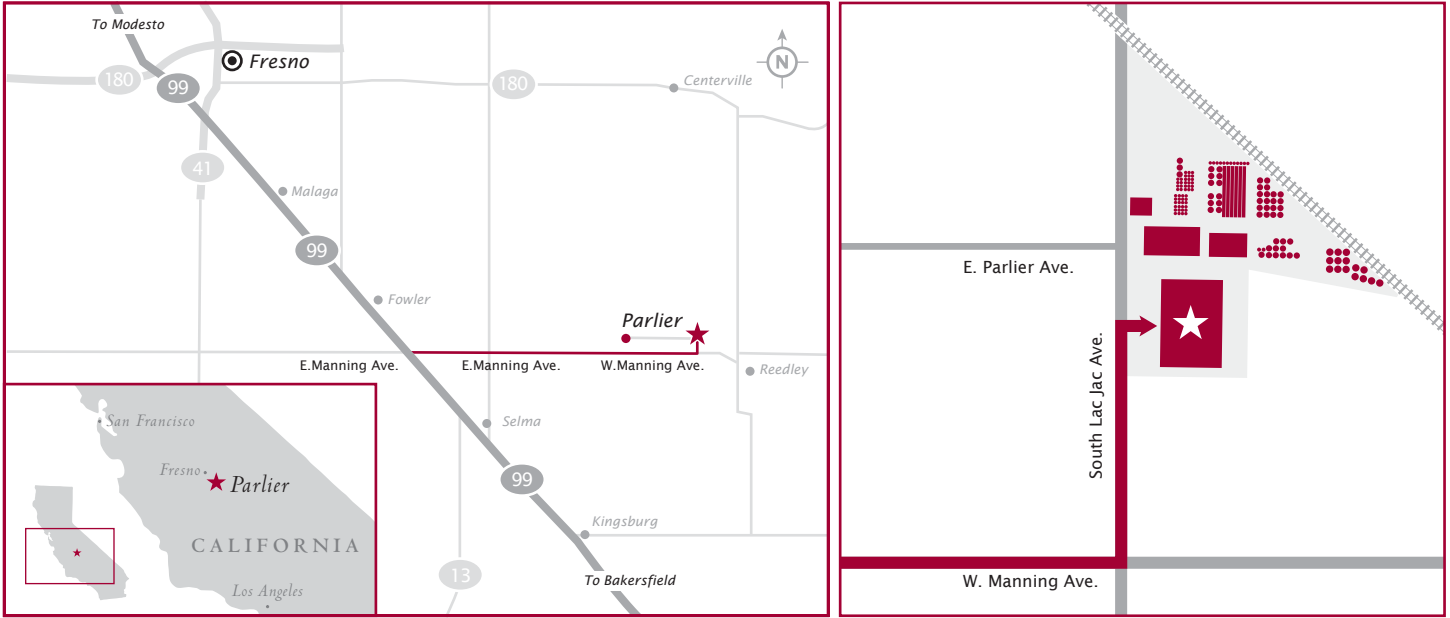 To Modesto
Fresno
N
180
99
180
Centerville
41
Malaga
99
Fowler
Parlier
E.Manning Ave.
E.Manning Ave.
W.Manning Ave.
Reedley
San Francisco
Selma
Fresno
Parlier
99
Kingsburg
CALIFORNIA
13
To Bakersfield
Los Angeles
E. Parlier Ave.
South Lac Jac Ave.
W. Manning Ave.